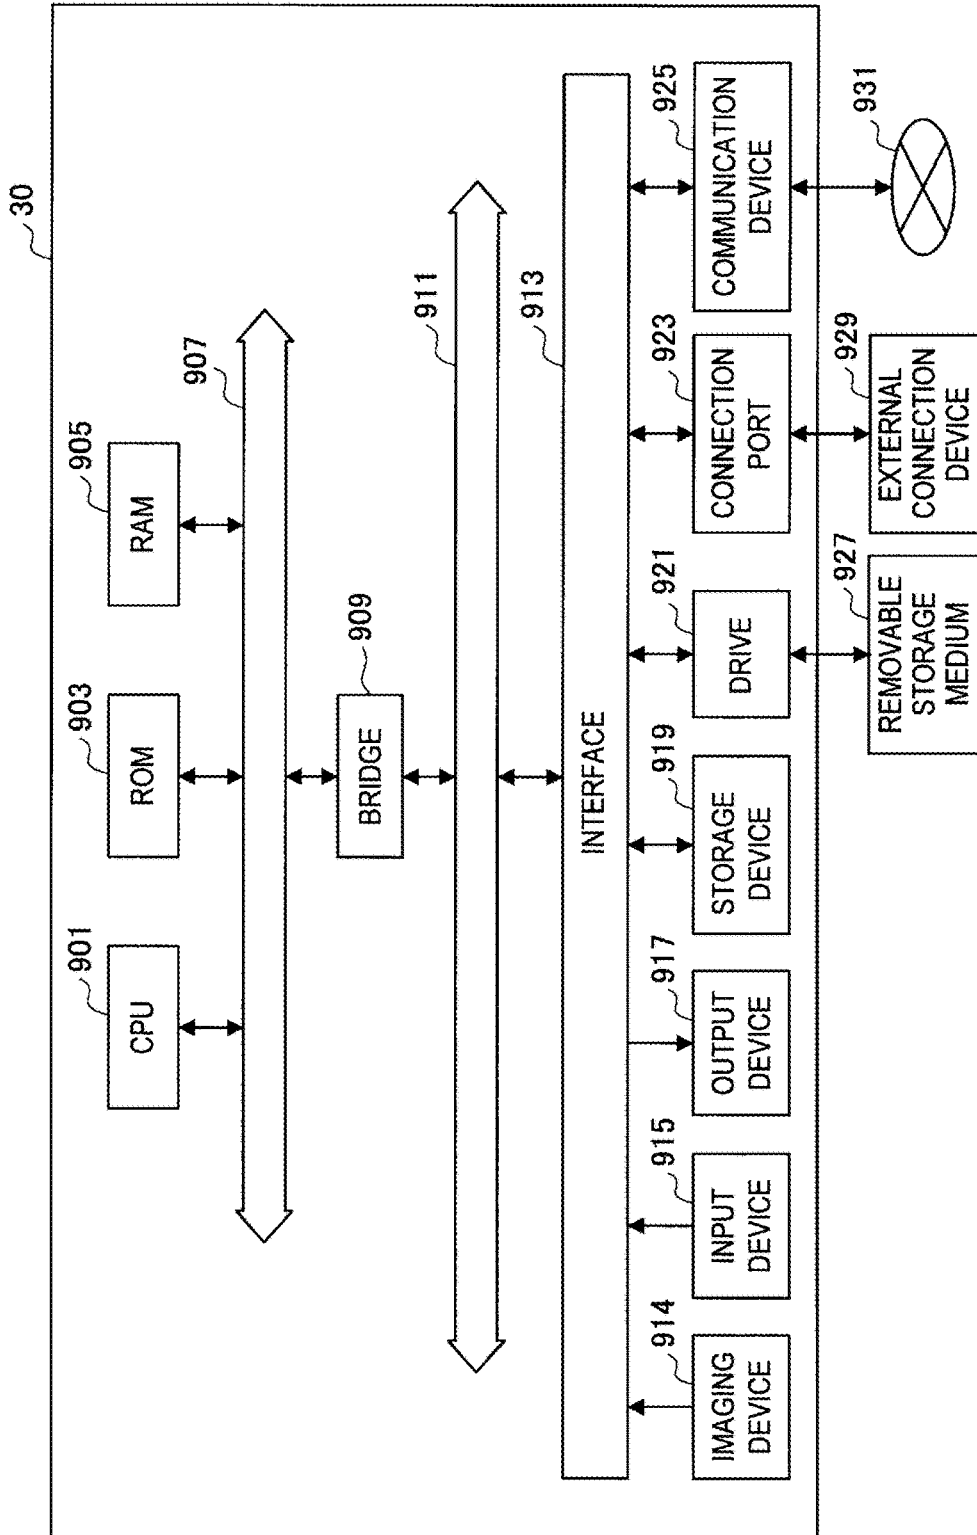 30
901
CPU
903
ROM
905
RAM
907
909
BRIDGE
911
913
INTERFACE
914
IMAGING
DEVICE
915
INPUT
DEVICE
917
OUTPUT
DEVICE
919
STORAGE
DEVICE
921
DRIVE
923
CONNECTION
PORT
925
COMMUNICATION
DEVICE
927
REMOVABLE
STORAGE
MEDIUM
929
EXTERNAL
CONNECTION
DEVICE
931